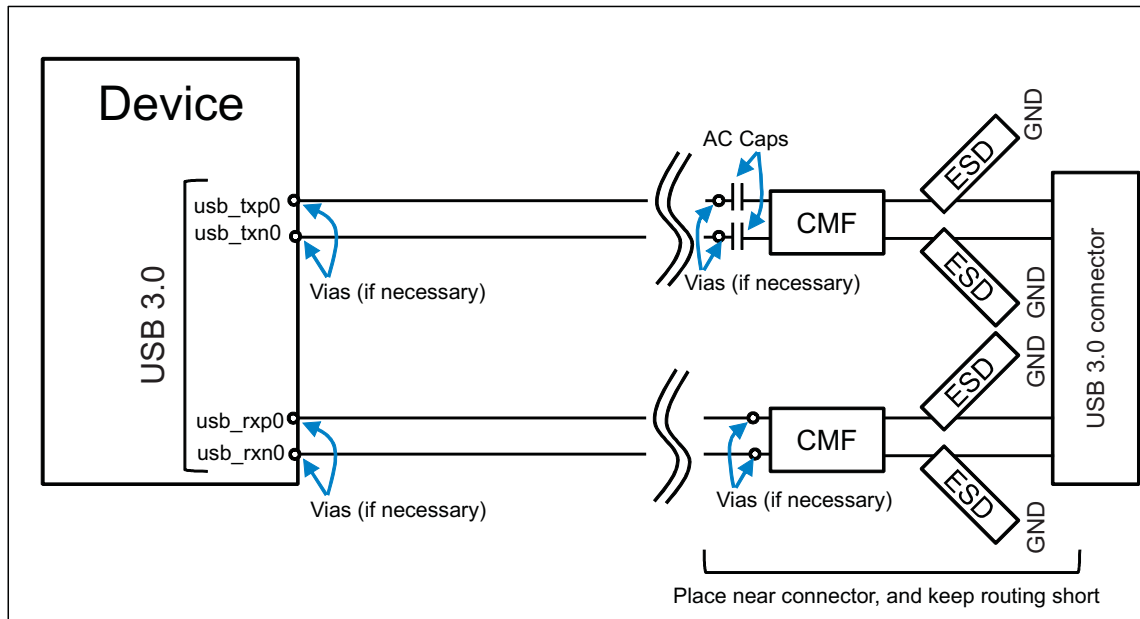 Device
USB 3.0
usb_txp0
usb_txn0
Vias (if necessary)
usb_rxp0
usb_rxn0
Vias (if necessary)
AC Caps
Vias (if necessary)
CMF
ESD
GND
ESD
GND
Vias (if necessary)
CMF
ESD
GND
ESD
GND
USB 3.0 connector
Place near connector, and keep routing short